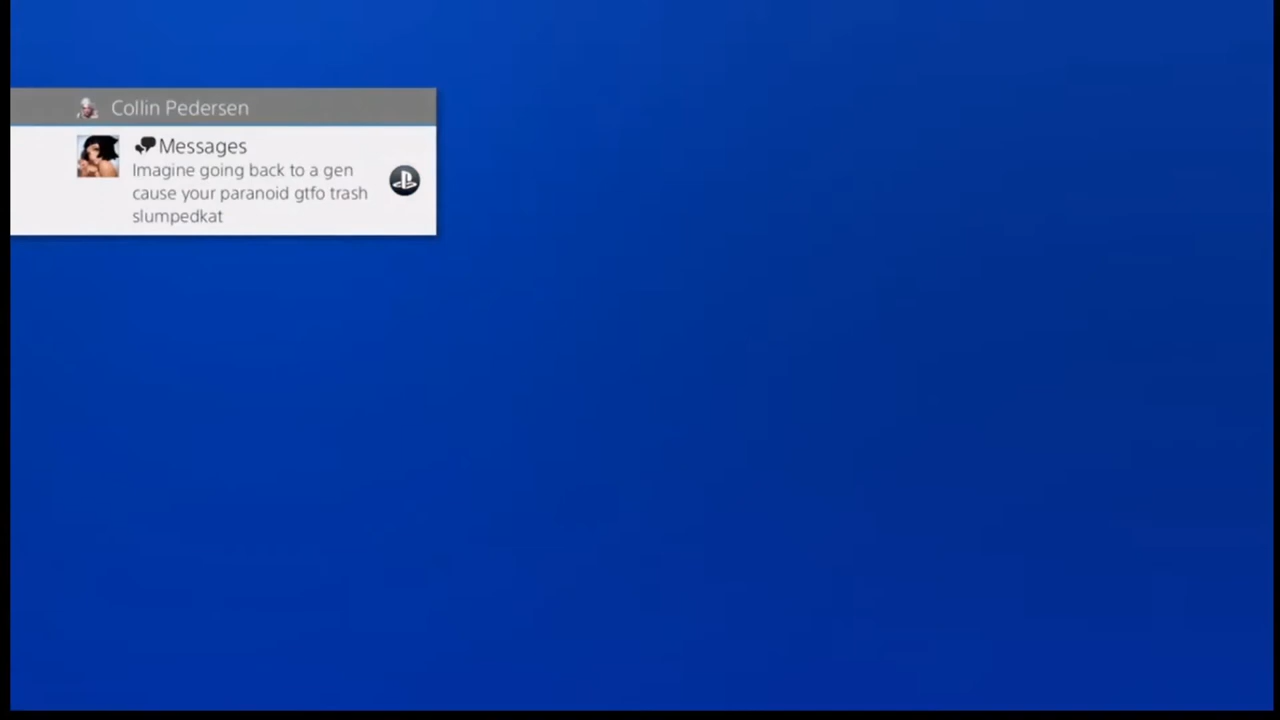 Collin Pedersen
Messages
Imagine going back to a gen
cause your paranoid gtfo trash
slumpedkat